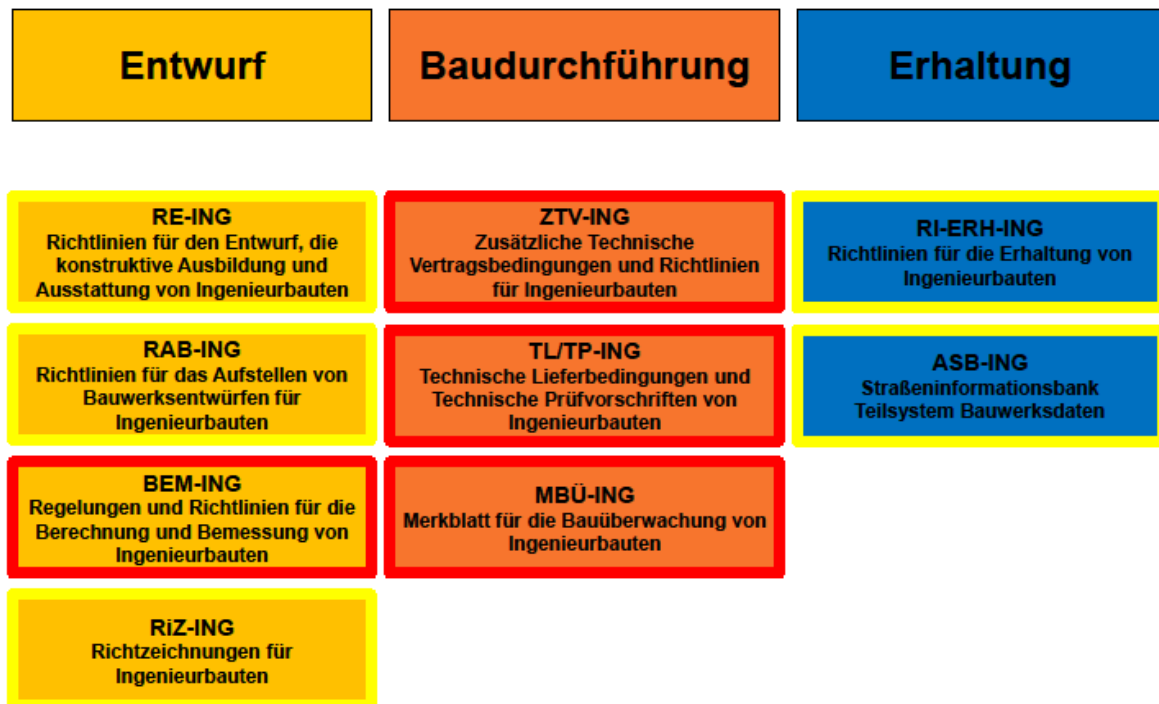 Entwurf
Baudurchführung
Erhaltung
RE-ING
Richtlinien für den Entwurf, die
konstruktive Ausbildung und
Ausstattung von Ingenieurbauten
RAB-ING
Richtlinien für das Aufstellen von
Bauwerksentwürfen für
Ingenieurbauten
BEM-ING
Regelungen und Richtlinien für die
Berechnung und Bemessung von
Ingenieurbauten
RiZ-ING
Richtzeichnungen für
Ingenieurbauten
ZTV-ING
Zusätzliche Technische
Vertragsbedingungen und Richtlinien
für Ingenieurbauten
TL/TP-ING
Technische Lieferbedingungen und
Technische Prüfvorschriften von
Ingenieurbauten
MBÜ-ING
Merkblatt für die Bauüberwachung von
Ingenieurbauten
RI-ERH-ING
Richtlinien für die Erhaltung von
Ingenieurbauten
ASB-ING
Straßeninformationsbank
Teilsystem Bauwerksdaten